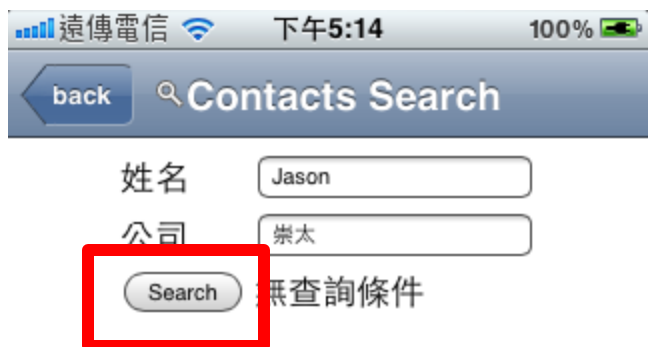 遠傳電信 下午5:14 100%
back Contacts Search
姓名 Jason
公司 崇太
Search 無查詢條件